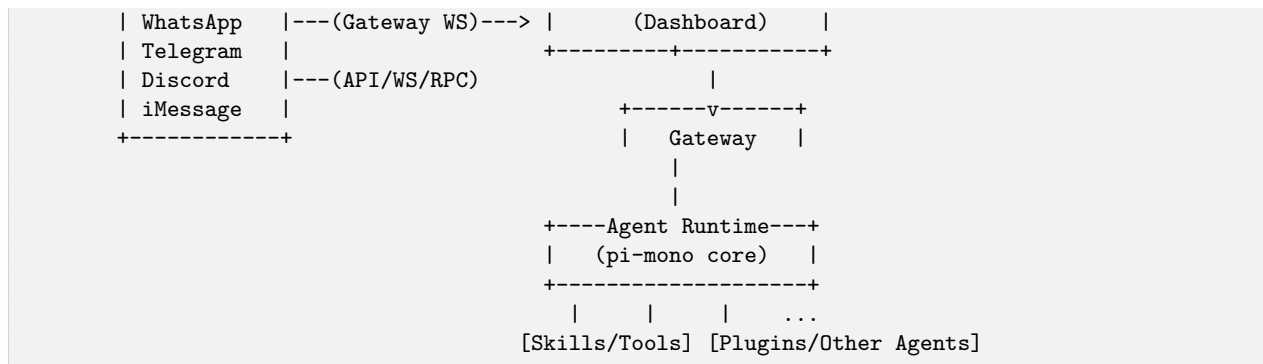 | WhatsApp   |---(Gateway WS)---> |      (Dashboard)    |
| Telegram   |                    +---------+-----------+
| Discord    |---(API/WS/RPC)                 |
| iMessage   |                         +------v------+
+------------+                         |   Gateway   |
|
|
+----Agent Runtime---+
|   (pi-mono core)   |
+--------------------+
|     |     |    ...
[Skills/Tools] [Plugins/Other Agents]